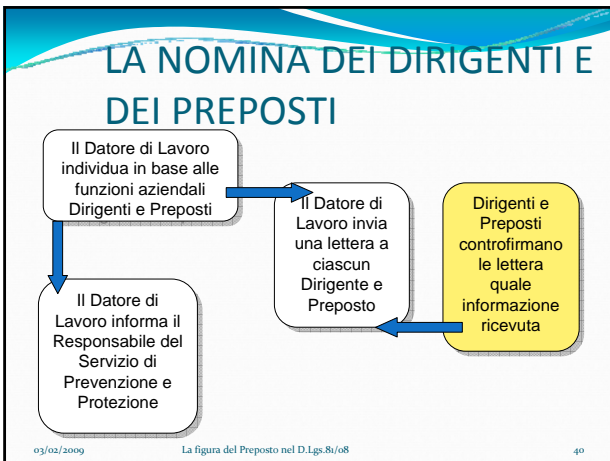 LA NOMINA DEI DIRIGENTI E
DEI PREPOSTI
Il Datore di Lavoro
individua in base alle
funzioni aziendali
Dirigenti e Preposti
Il Datore di
Lavoro invia
una lettera a
ciascun
Dirigente e
Preposto
Dirigenti e
Preposti
controfirmano
le lettera
quale
informazione
ricevuta
Il Datore di
Lavoro informa il
Responsabile del
Servizio di
Prevenzione e
Protezione
03/02/2009
La figura del Preposto nel D.Lgs.81/08
40